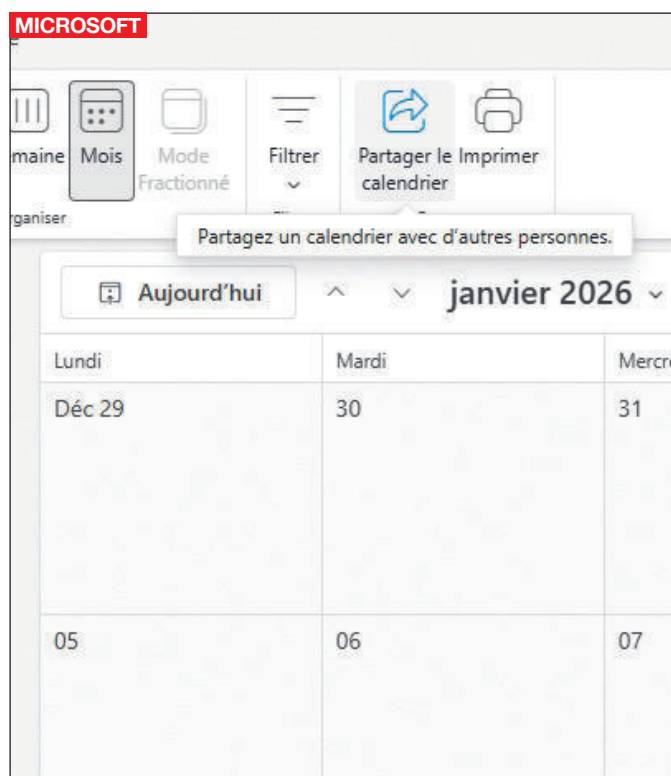 MICROSOFT
maine Mois Mode Fractionné Filtrer Partager le calendrier Imprimer
rganiser
Partagez un calendrier avec d'autres personnes.
Aujourd'hui janvier 2026
Lundi Mardi Mercre
Déc 29 30 31
05 06 07